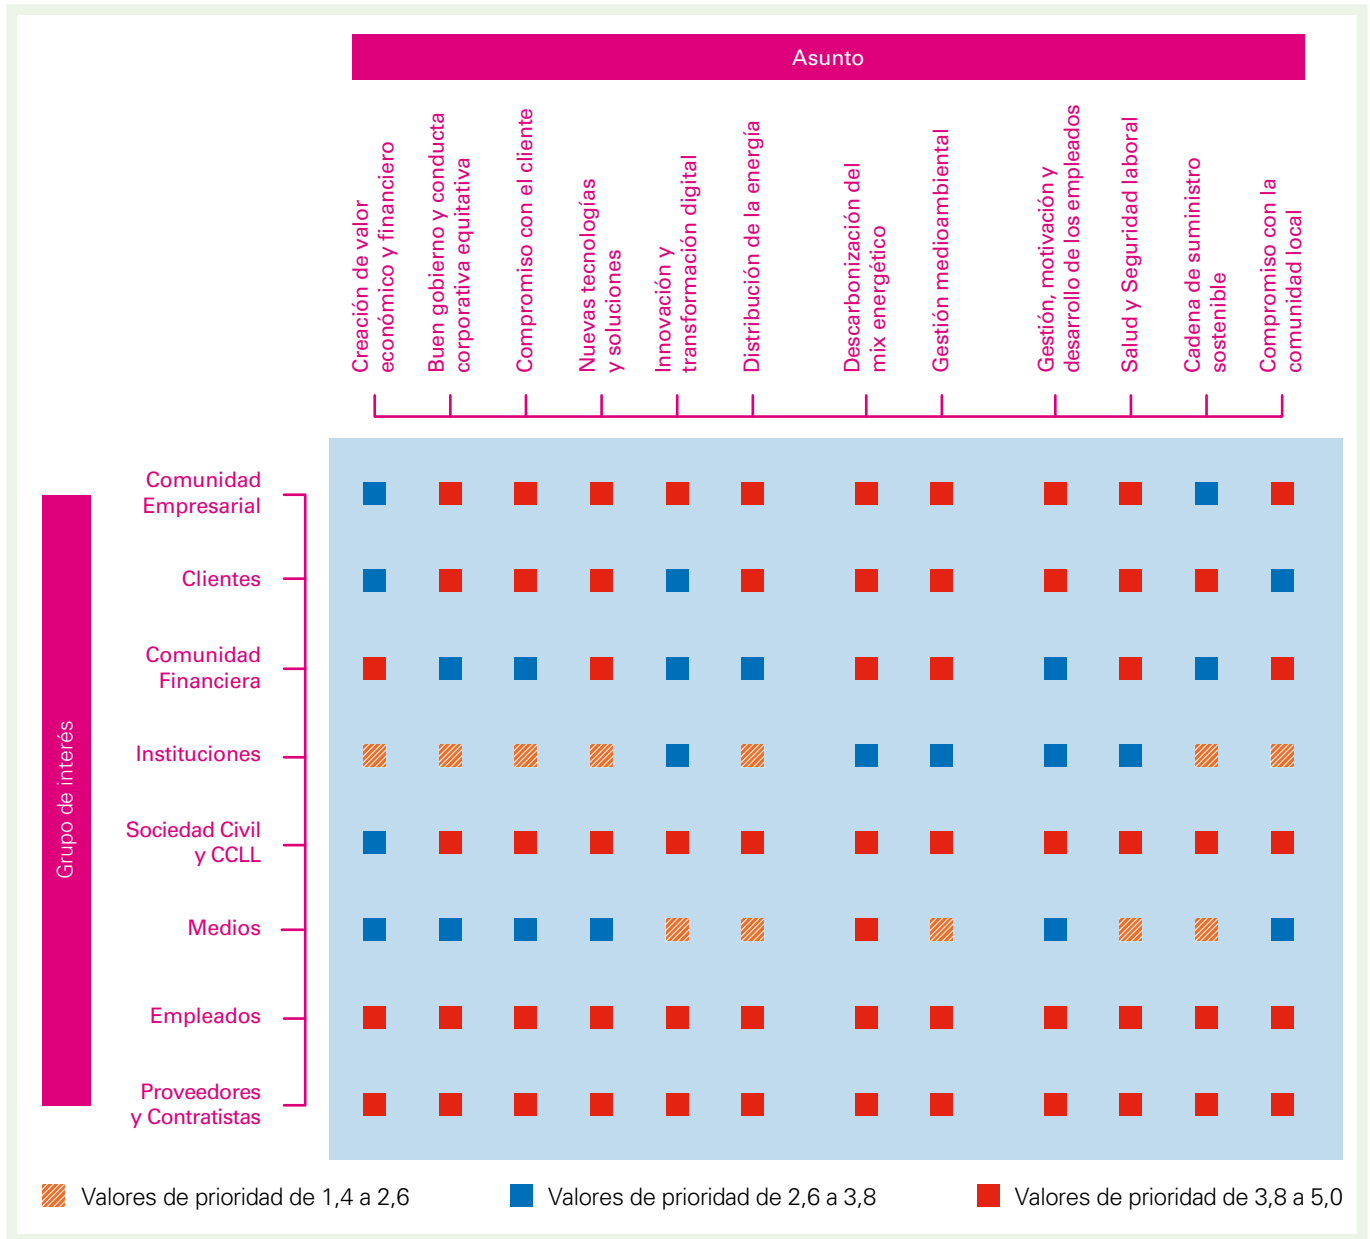 Asunto
Creación de valor
económico y financiero
Buen gobierno y conducta
corporativa equitativa
Compromiso con el cliente
Nuevas tecnologías
y soluciones
Innovación y
transformación digital
Distribución de la energía
Descarbonización del
mix energético
Gestión medioambiental
Gestión, motivación y
desarrollo de los empleados
Salud y Seguridad laboral
Cadena de suministro
sostenible
Compromiso con la
comunidad local
Grupo de interés
Comunidad
Empresarial
Clientes
Comunidad
Financiera
Instituciones
Sociedad Civil
y CCLL
Medios
Empleados
Proveedores
y Contratistas
Valores de prioridad de 1,4 a 2,6
Valores de prioridad de 2,6 a 3,8
Valores de prioridad de 3,8 a 5,0